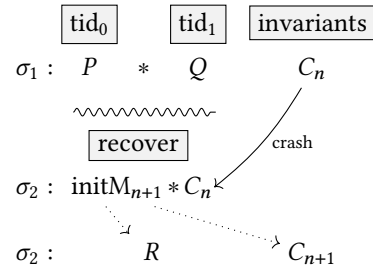 tid₀ tid₁ invariants
σ₁ : P * Q Cₙ
recover
crash
σ₂ : initMₙ₊₁ * Cₙ
σ₂ : R Cₙ₊₁